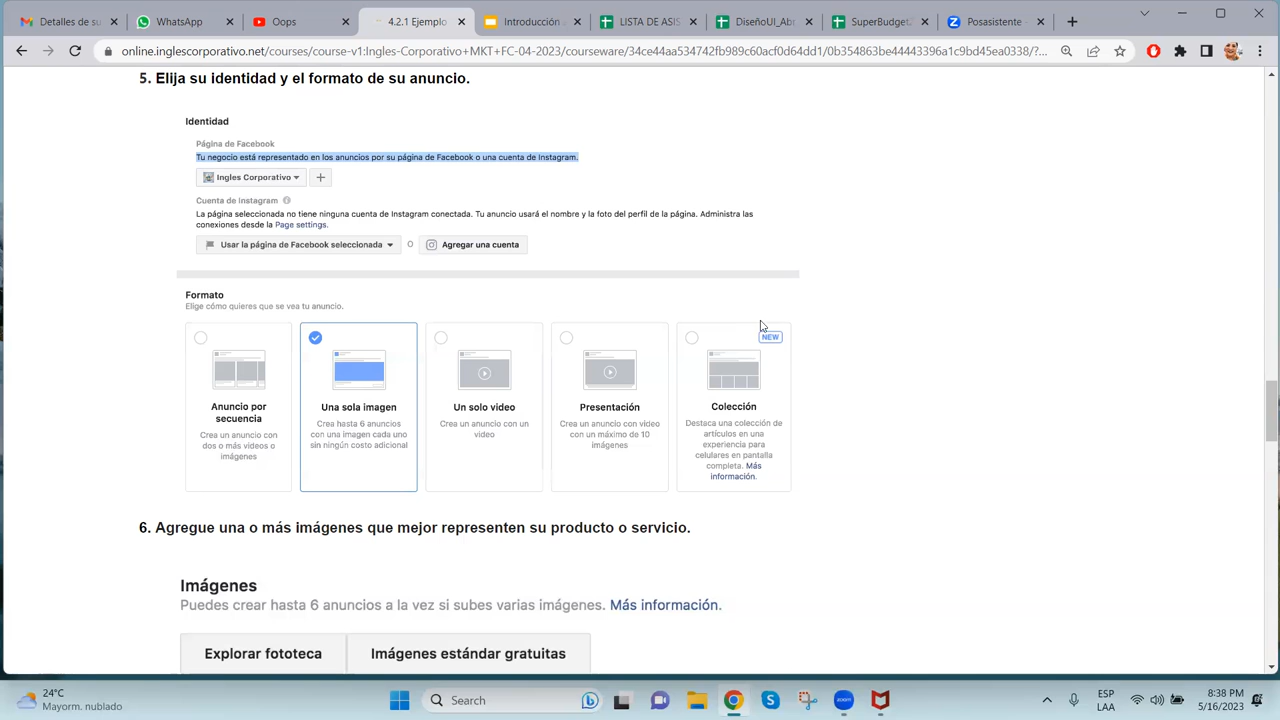 Detalles de su
WhatsApp
Oops
4.2.1 Ejemplo
Introducción
LISTA DE ASIS
DiseñoUI_Abt
SuperBudget
Posasistente
online.inglescorporativo.net/courses/course-v1:Ingles-Corporativo+MKT+FC-04-2023/courseware/34ce44aa534742fb989c60acf0d64dd1/0b354863be44443396a1c9bd45ea0338/?...
5. Elija su identidad y el formato de su anuncio.
Identidad
Página de Facebook
Tu negocio está representado en los anuncios por su página de Facebook o una cuenta de Instagram.
Ingles Corporativo
Cuenta de Instagram
La página seleccionada no tiene ninguna cuenta de Instagram conectada. Tu anuncio usará el nombre y la foto del perfil de la página. Administra las
conexiones desde la Page settings.
Usar la página de Facebook seleccionada O Agregar una cuenta
Formato
Elige cómo quieres que se vea tu anuncio.
NEW
Anuncio por
secuencia
Crea un anuncio con
dos o más videos o
imágenes
Una sola imagen
Crea hasta 6 anuncios
con una imagen cada uno
sin ningún costo adicional
Un solo video
Crea un anuncio con un
video
Presentación
Crea un anuncio con video
con un máximo de 10
imágenes
Colección
Destaca una colección de
artículos en una
experiencia para
celulares en pantalla
completa. Más
información.
6. Agregue una o más imágenes que mejor representen su producto o servicio.
Imágenes
Puedes crear hasta 6 anuncios a la vez si subes varias imágenes. Más información.
Explorar fototeca
Imágenes estándar gratuitas
24°C
Mayorm. nublado
Search
zoom
ESP
LAA
8:38 PM
5/16/2023